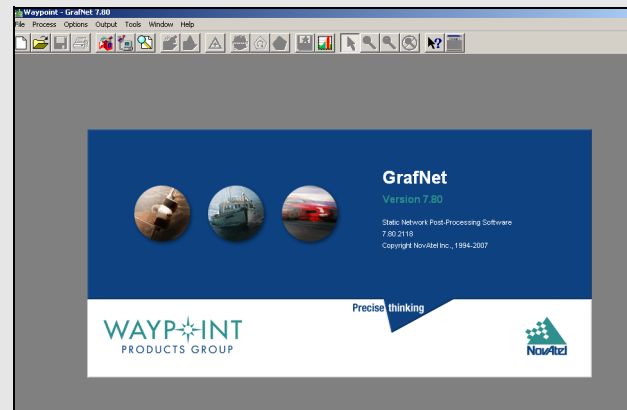 Waypoint - GrafNet 7.80
File Process Options Output Tools Window Help
GrafNet
Version 7.80
Static Network Post-Processing Software
7.80.2118
Copyright NovAtel Inc., 1994-2007
Precise thinking
WAYPOINT
PRODUCTS GROUP
NovAtel